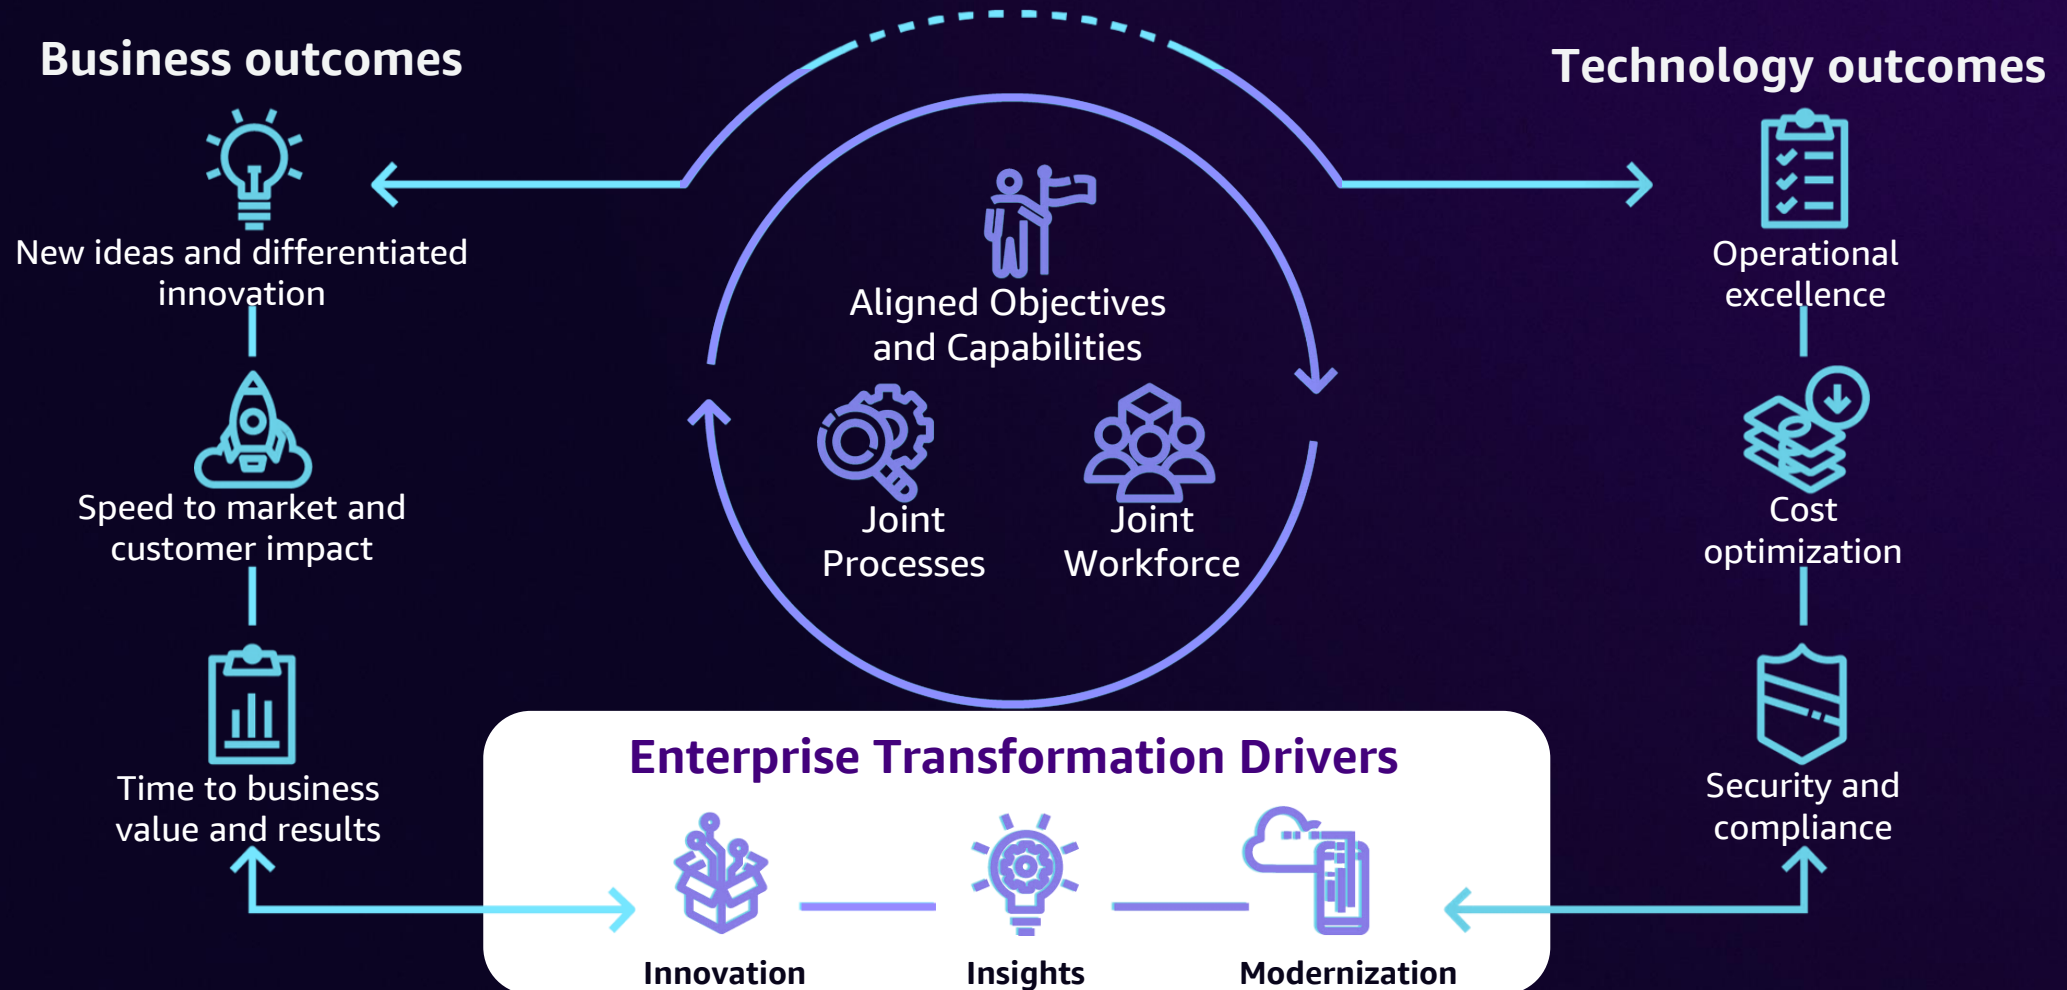 Business outcomes
New ideas and differentiated
innovation
Speed to market and
customer impact
Time to business
value and results
Aligned Objectives
and Capabilities
Joint
Processes
Joint
Workforce
Technology outcomes
Operational
excellence
Cost
optimization
Security and
compliance
Enterprise Transformation Drivers
Innovation
Insights
Modernization